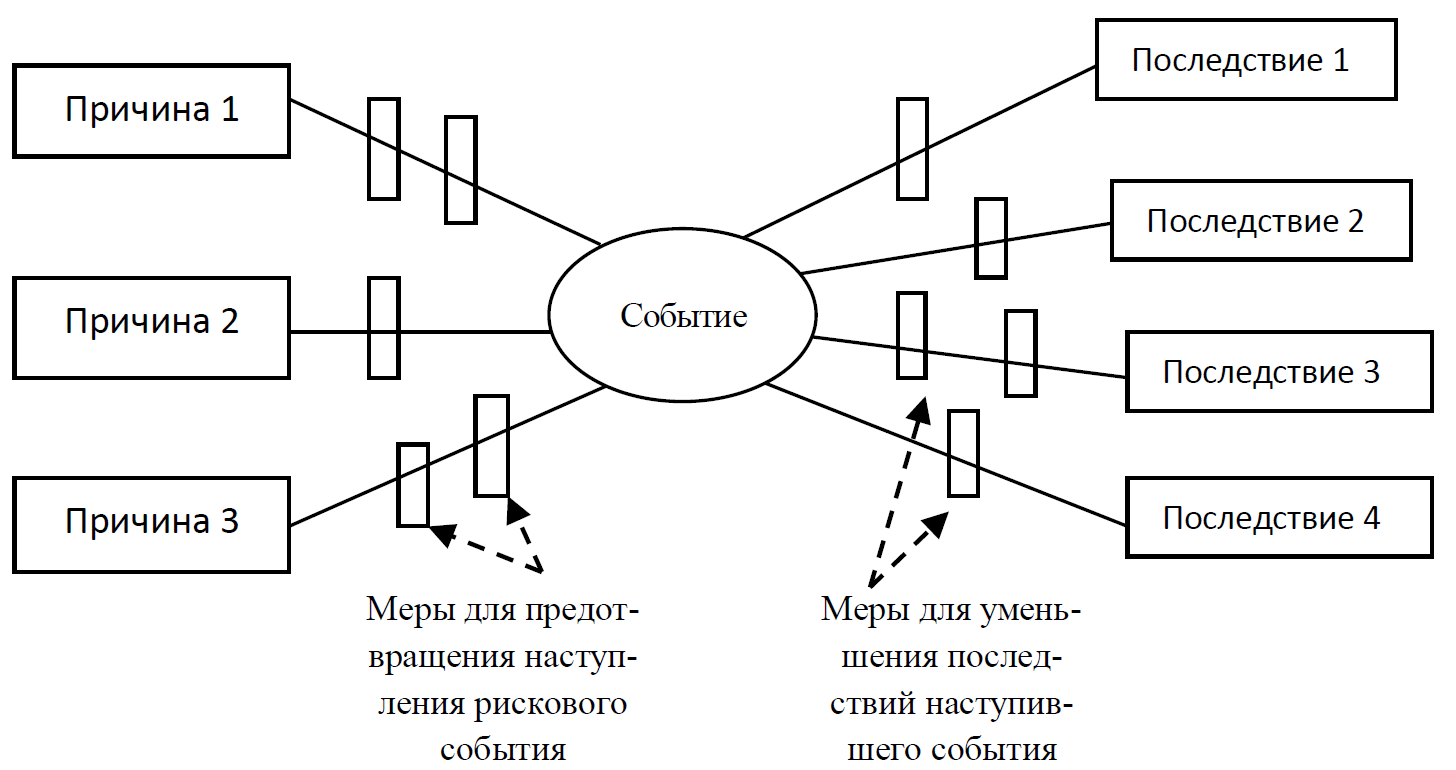 Причина 1
Причина 2
Причина 3
Событие
Последствие 1
Последствие 2
Последствие 3
Последствие 4
Меры для предот-
вращения наступ-
ления рискового
события
Меры для умень-
шения послед-
ствий наступив-
шего события